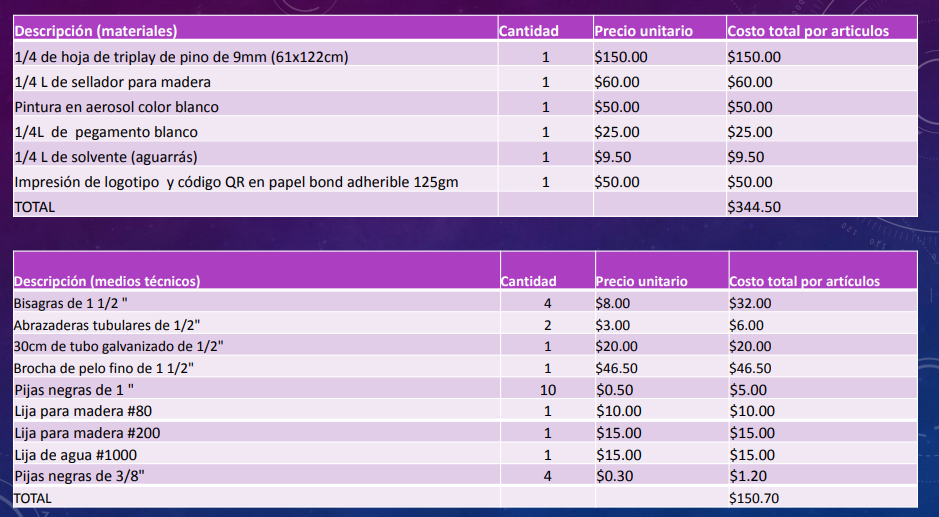 Descripción (materiales) Cantidad Precio unitario Costo total por articulos
1/4 de hoja de triplay de pino de 9mm (61x122cm) 1 $150.00 $150.00
1/4 L de sellador para madera 1 $60.00 $60.00
Pintura en aerosol color blanco 1 $50.00 $50.00
1/4L de pegamento blanco 1 $25.00 $25.00
1/4 L de solvente (aguarrás) 1 $9.50 $9.50
Impresión de logotipo y código QR en papel bond adherible 125gm 1 $50.00 $50.00
TOTAL $344.50
Descripción (medios técnicos) Cantidad Precio unitario Costo total por artículos
Bisagras de 1 1/2 " 4 $8.00 $32.00
Abrazaderas tubulares de 1/2" 2 $3.00 $6.00
30cm de tubo galvanizado de 1/2" 1 $20.00 $20.00
Brocha de pelo fino de 1 1/2" 1 $46.50 $46.50
Pijas negras de 1 " 10 $0.50 $5.00
Lija para madera #80 1 $10.00 $10.00
Lija para madera #200 1 $15.00 $15.00
Lija de agua #1000 1 $15.00 $15.00
Pijas negras de 3/8" 4 $0.30 $1.20
TOTAL $150.70